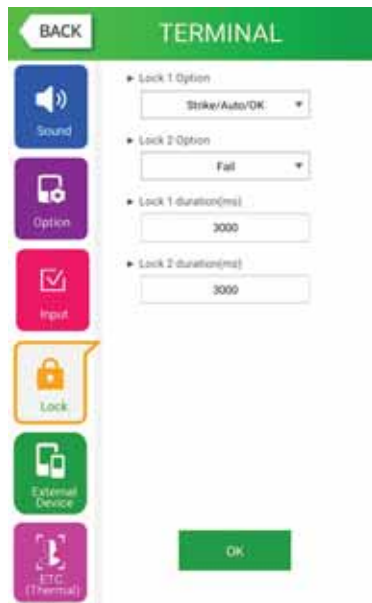 BACK
TERMINAL
Sound
Option
Input
Lock
External
Device
ETC
(Thermal)
► Lock 1 Option
Strike/Auto/OK
► Lock 2 Option
Fail
► Lock 1 duration(ms)
3000
► Lock 2 duration(ms)
3000
OK